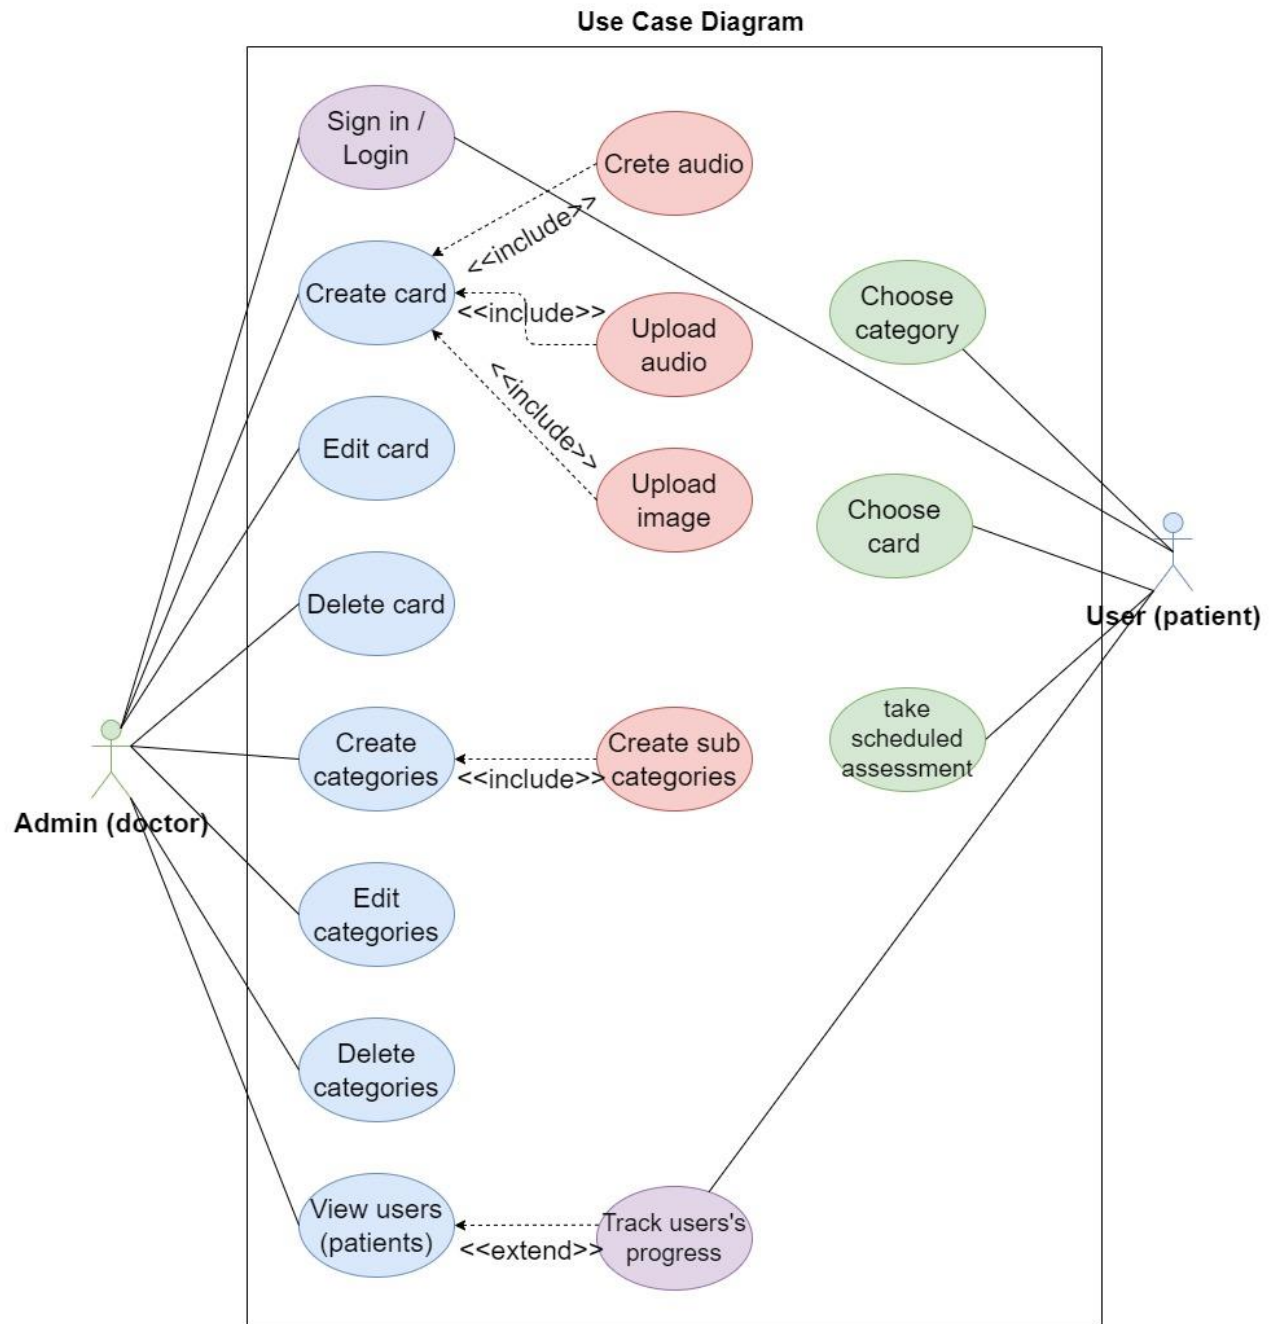 Use Case Diagram
Sign in /
Login
Crete audio
<<include>>
Create card
<<include>>
Upload
audio
Choose
category
<<include>>
Edit card
Upload
image
Choose
card
Delete card
User (patient)
Create
categories
<<include>>
Create sub
categories
take
scheduled
assessment
Admin (doctor)
Edit
categories
Delete
categories
View users
(patients)
<<extend>>
Track users's
progress